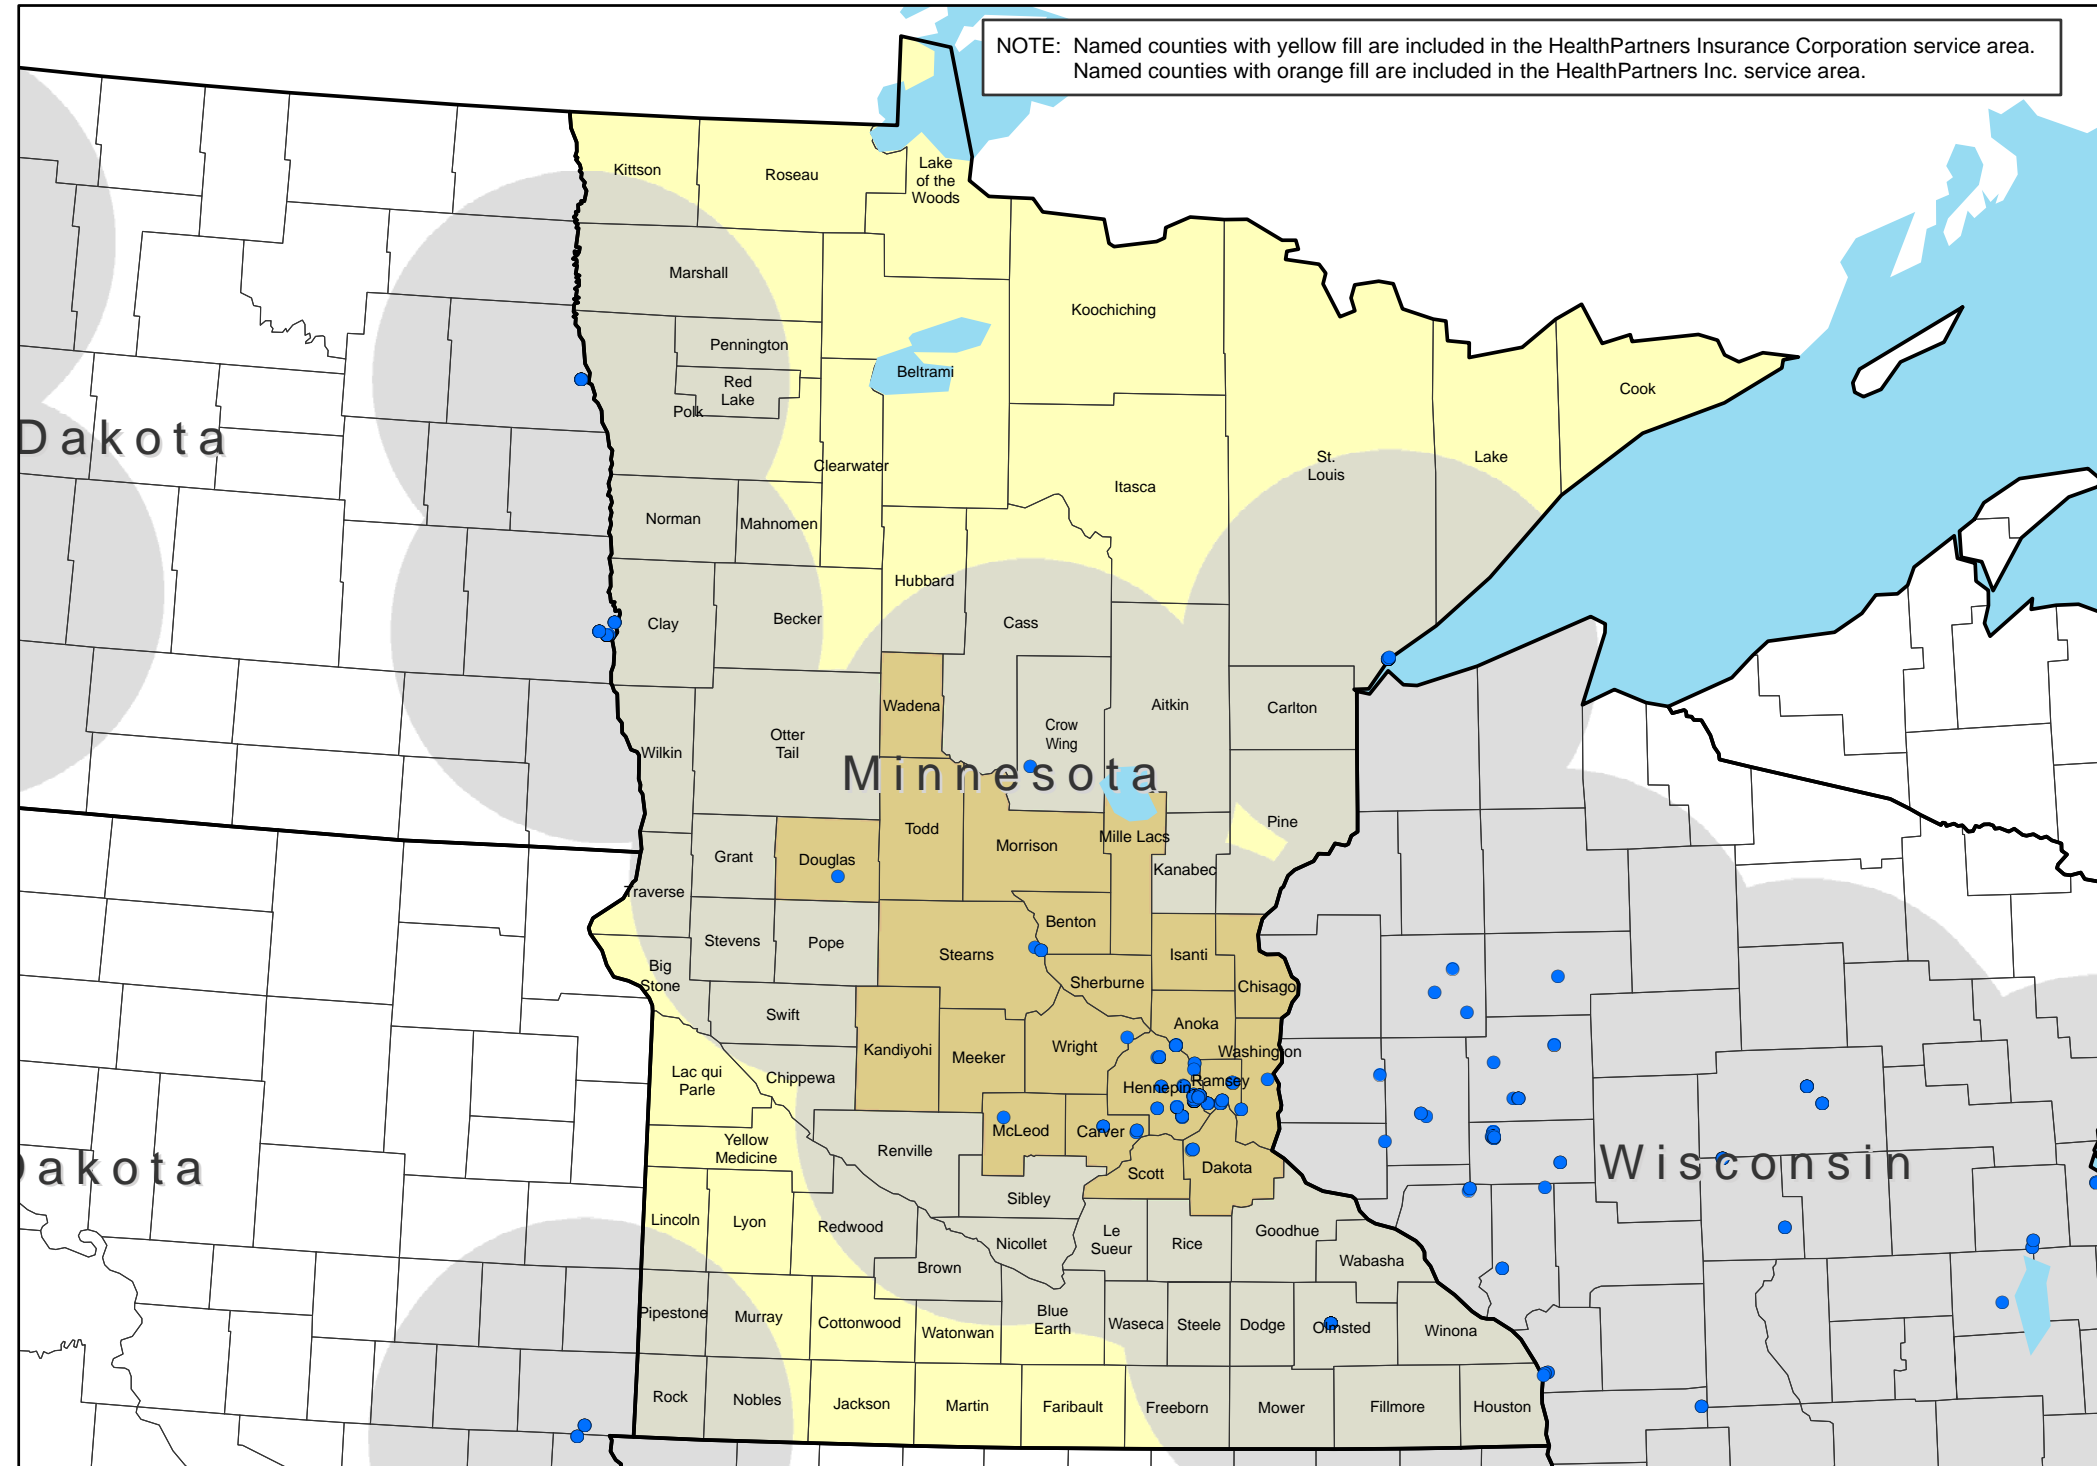 NOTE: Named counties with yellow fill are included in the HealthPartners Insurance Corporation service area.
Named counties with orange fill are included in the HealthPartners Inc. service area.
Kittson
Roseau
Lake
of the
Woods
Marshall
Koochiching
Pennington
Red
Lake
Polk
Beltrami
Cook
Dakota
Clearwater
St.
Louis
Lake
Itasca
Norman
Mahnomen
Hubbard
Clay
Becker
Cass
Wadena
Aitkin
Carlton
Crow
Wing
Otter
Tail
Wilkin
Minnesota
Pine
Todd
Morrison
Mille Lacs
Grant
Douglas
Kanabec
Traverse
Benton
Stevens
Pope
Stearns
Isanti
Big
Stone
Sherburne
Chisago
Swift
Anoka
Kandiyohi
Meeker
Wright
Washington
Lac qui
Parle
Chippewa
Hennepin
Ramsey
McLeod
Carver
Yellow
Medicine
Renville
Dakota
Scott
Dakota
Wisconsin
Sibley
Lincoln
Lyon
Redwood
Nicollet
Le
Sueur
Rice
Goodhue
Brown
Wabasha
Pipestone
Murray
Cottonwood
Watonwan
Blue
Earth
Waseca
Steele
Dodge
Olmsted
Winona
Rock
Nobles
Jackson
Martin
Faribault
Freeborn
Mower
Fillmore
Houston